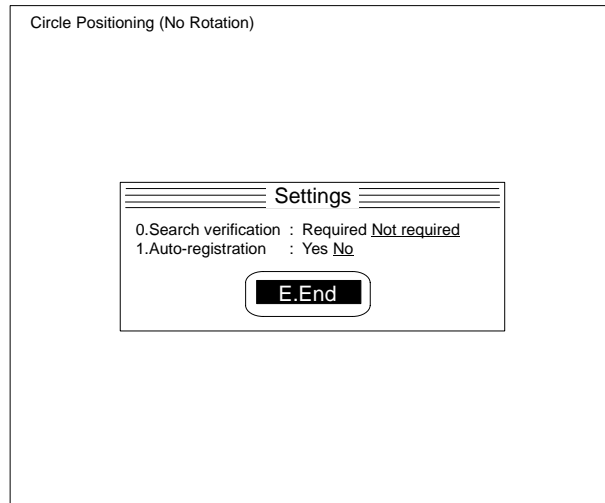 Circle Positioning (No Rotation)
Settings
0.Search verification : Required Not required
1.Auto-registration : Yes No
E.End